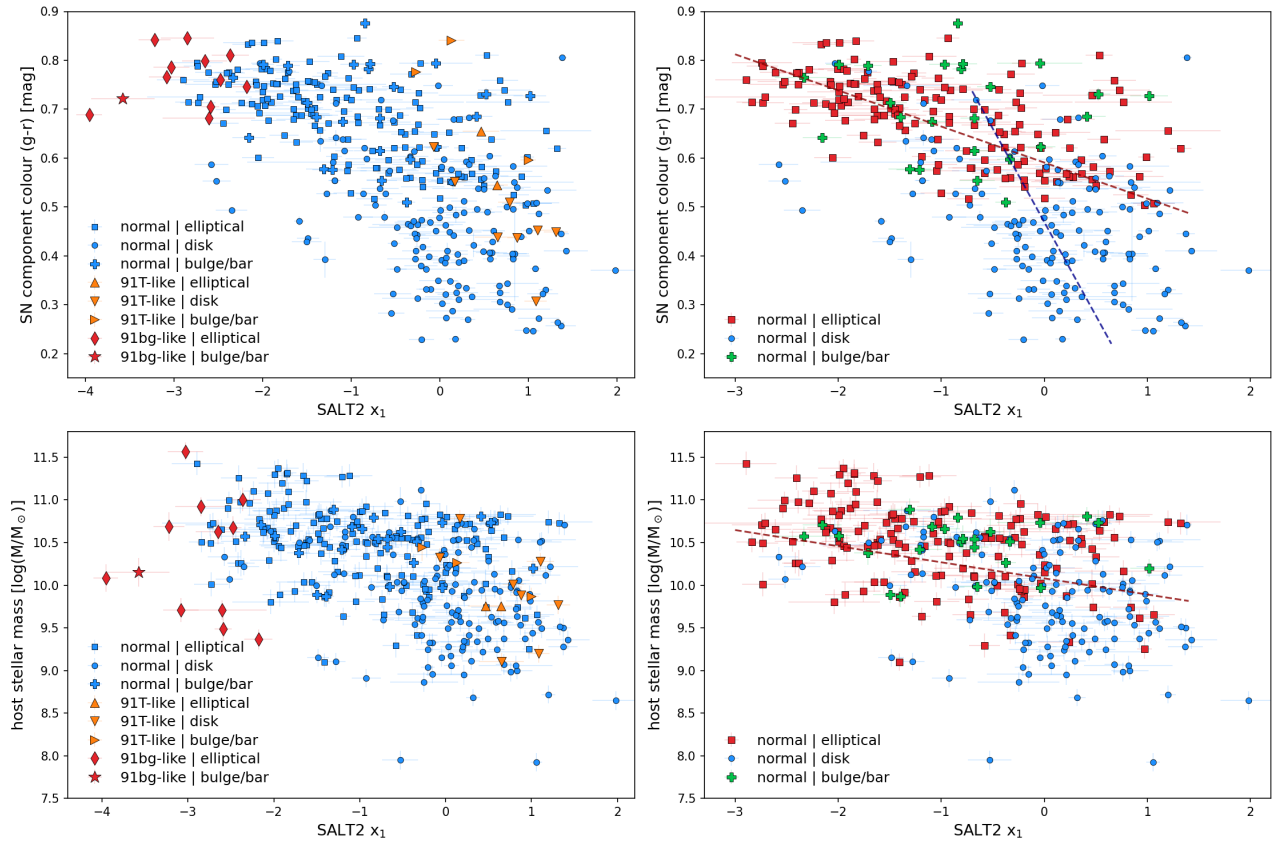 0.9
0.8
0.7
0.6
0.5
0.4
0.3
0.2
SN component colour (g-r) [mag]
normal | elliptical
normal | disk
normal | bulge/bar
91T-like | elliptical
91T-like | disk
91T-like | bulge/bar
91bg-like | elliptical
91bg-like | bulge/bar
−4 −3 −2 −1 0 1 2
SALT2 x₁
0.9
0.8
0.7
0.6
0.5
0.4
0.3
0.2
SN component colour (g-r) [mag]
normal | elliptical
normal | disk
normal | bulge/bar
−3 −2 −1 0 1 2
SALT2 x₁
11.5
11.0
10.5
10.0
9.5
9.0
8.5
8.0
7.5
host stellar mass [log(M/M⊙)]
normal | elliptical
normal | disk
normal | bulge/bar
91T-like | elliptical
91T-like | disk
91T-like | bulge/bar
91bg-like | elliptical
91bg-like | bulge/bar
−4 −3 −2 −1 0 1 2
SALT2 x₁
11.5
11.0
10.5
10.0
9.5
9.0
8.5
8.0
7.5
host stellar mass [log(M/M⊙)]
normal | elliptical
normal | disk
normal | bulge/bar
−3 −2 −1 0 1 2
SALT2 x₁